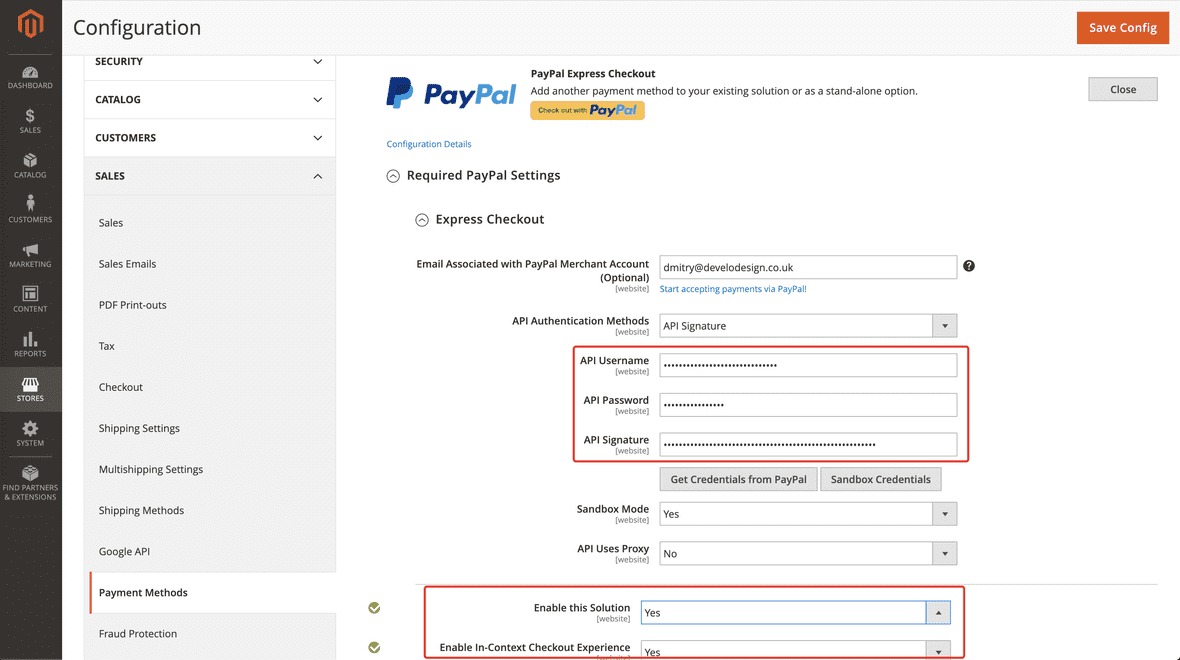 Configuration
Save Config
DASHBOARD
SALES
CATALOG
CUSTOMERS
MARKETING
CONTENT
REPORTS
STORES
SYSTEM
FIND PARTNERS
& EXTENSIONS
SECURITY
CATALOG
CUSTOMERS
SALES
Sales
Sales Emails
PDF Print-outs
Tax
Checkout
Shipping Settings
Multishipping Settings
Shipping Methods
Google API
Payment Methods
Fraud Protection
PayPal
PayPal Express Checkout
Add another payment method to your existing solution or as a stand-alone option.
Check out with PayPal
Close
Configuration Details
Required PayPal Settings
Express Checkout
Email Associated with PayPal Merchant Account
(Optional)
[website]
dmitry@develodesign.co.uk
Start accepting payments via PayPal!
API Authentication Methods
[website]
API Signature
API Username
[website]
API Password
[website]
API Signature
[website]
Get Credentials from PayPal
Sandbox Credentials
Sandbox Mode
[website]
Yes
API Uses Proxy
[website]
No
Enable this Solution
[website]
Yes
Enable In-Context Checkout Experience
Yes